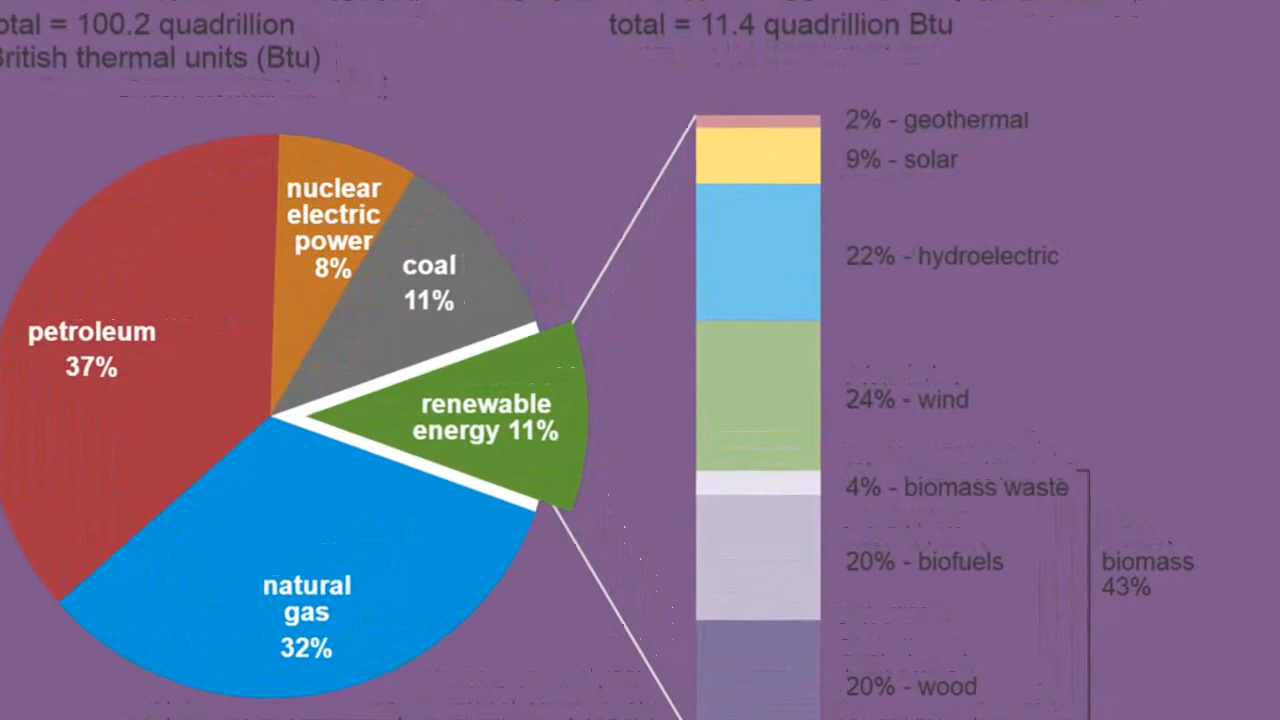 otal = 100.2 quadrillion
British thermal units (Btu)
total = 11.4 quadrillion Btu
nuclear
electric
power
8%
coal
11%
petroleum
37%
renewable
energy 11%
natural
gas
32%
2% - geothermal
9% - solar
22% - hydroelectric
24% - wind
4% - biomass waste
20% - biofuels
20% - wood
biomass
43%